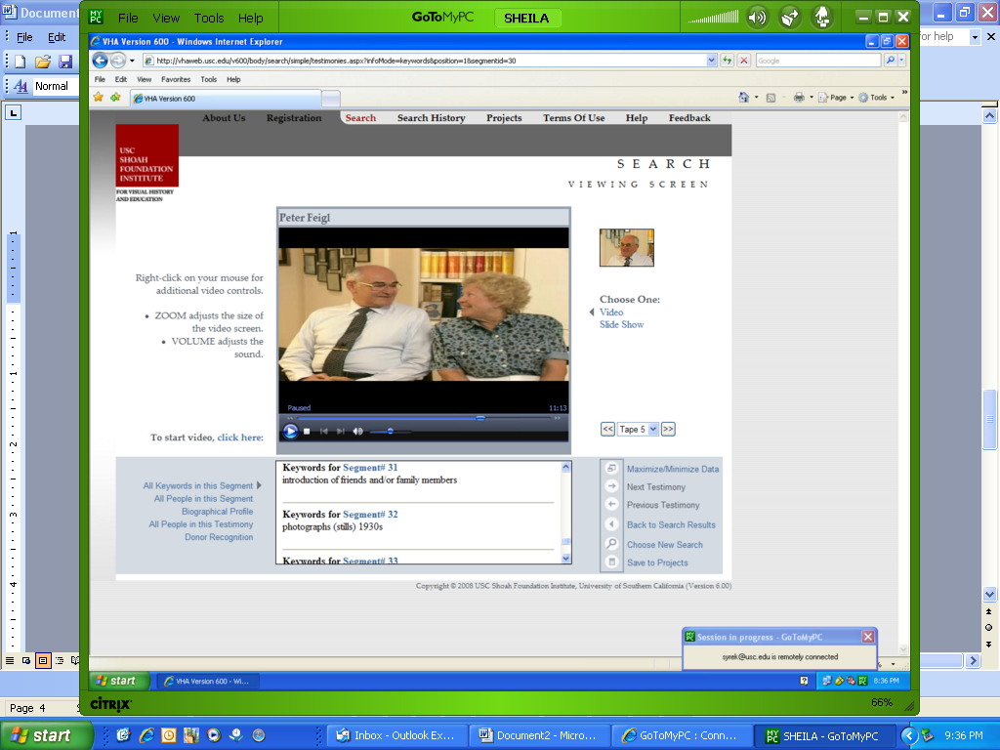 Document
File
Edit
Normal
File View Tools Help
GoToMyPC
SHEILA
for help
VHA Version 600 - Windows Internet Explorer
http://vhaweb.usc.edu/v600/body/search/simple/testimonies.aspx?infoMode=keywords&position=1&segmentid=30
Google
File Edit View Favorites Tools Help
VHA Version 600
Page
Tools
About Us Registration Search Search History Projects Terms Of Use Help Feedback
USC
SHOAH
FOUNDATION
INSTITUTE
FOR VISUAL HISTORY
AND EDUCATION
SEARCH
VIEWING SCREEN
Peter Feigl
Right-click on your mouse for
additional video controls.
• ZOOM adjusts the size of
the video screen.
• VOLUME adjusts the
sound.
To start video, click here:
Choose One:
Video
Slide Show
Paused
11:13
<< Tape 5 >>
All Keywords in this Segment
All People in this Segment
Biographical Profile
All People in this Testimony
Donor Recognition
Keywords for Segment# 31
introduction of friends and/or family members
Keywords for Segment# 32
photographs (stills) 1930s
Keywords for Segment# 33
Maximize/Minimize Data
Next Testimony
Previous Testimony
Back to Search Results
Choose New Search
Save to Projects
Copyright © 2008 USC Shoah Foundation Institute, University of Southern California (Version 6.00)
Session in progress - GoToMyPC
syrek@usc.edu is remotely connected
start
VHA Version 600 - Wi...
8:36 PM
CITRIX
66%
Page 4
start
Inbox - Outlook Ex...
Document2 - Micro...
GoToMyPC : Conn...
SHEILA - GoToMyPC
9:36 PM